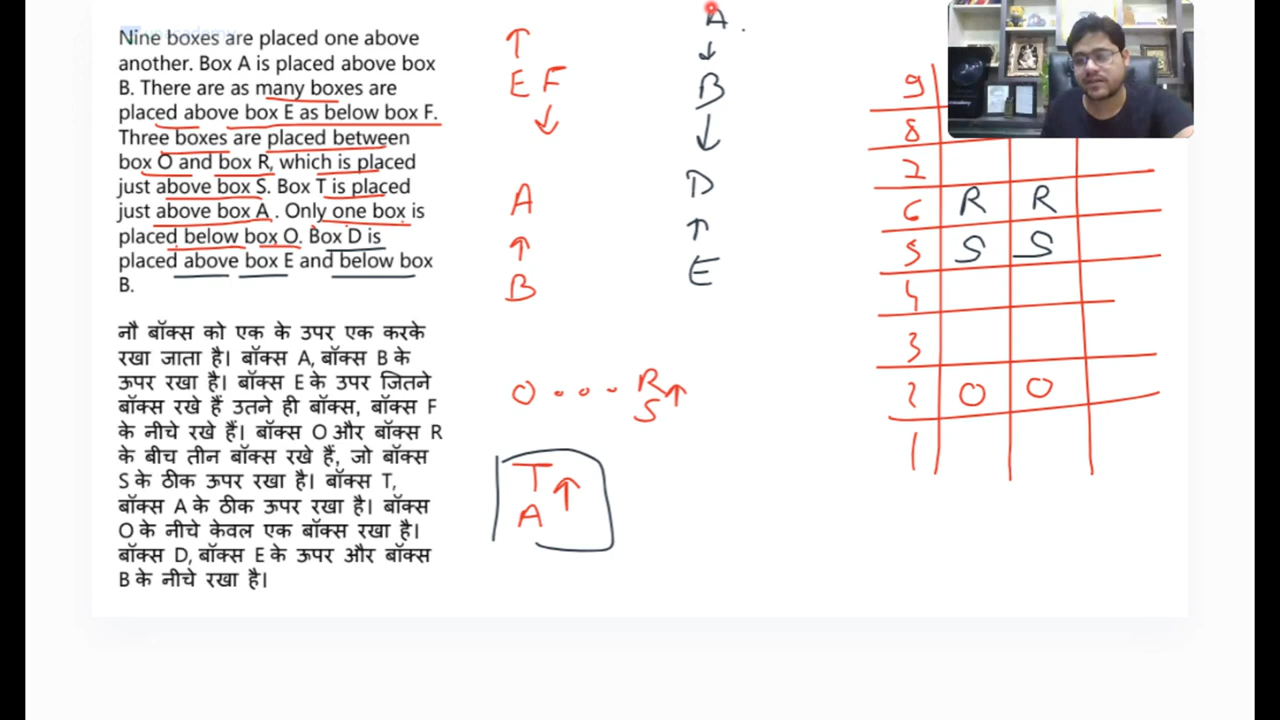 Nine boxes are placed one above
another. Box A is placed above box
B. There are as many boxes are
placed above box E as below box F.
Three boxes are placed between
box O and box R, which is placed
just above box S. Box T is placed
just above box A . Only one box is
placed below box O. Box D is
placed above box E and below box
B.
नौ बॉक्स को एक के उपर एक करके
रखा जाता है। बॉक्स A, बॉक्स B के
ऊपर रखा है। बॉक्स E के उपर जितने
बॉक्स रखे हैं उतने ही बॉक्स, बॉक्स F
के नीचे रखे हैं। बॉक्स O और बॉक्स R
के बीच तीन बॉक्स रखे हैं, जो बॉक्स
S के ठीक ऊपर रखा है। बॉक्स T,
बॉक्स A के ठीक ऊपर रखा है। बॉक्स
O के नीचे केवल एक बॉक्स रखा है।
बॉक्स D, बॉक्स E के ऊपर और बॉक्स
B के नीचे रखा है।
↑
E F
↓
A
↑
B
O . . . R ↑
S
T ↑
A
A
↓
B
↓
D
↑
E
9
8
7
6 R R
5 S S
4
3
2 O O
1